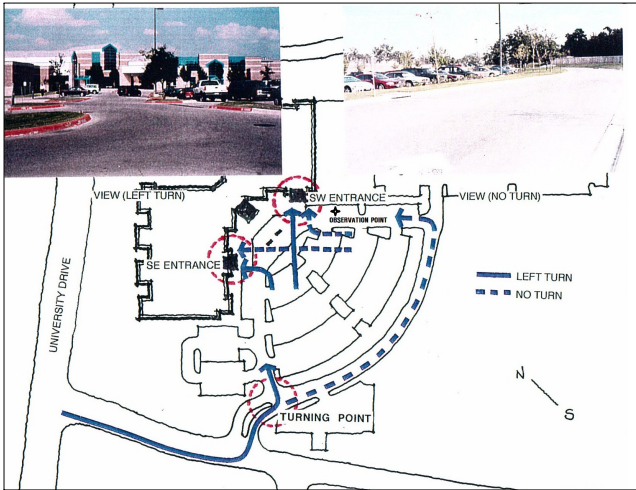 VIEW (LEFT TURN)
SW ENTRANCE
VIEW (NO TURN)
OBSERVATION POINT
SE ENTRANCE
LEFT TURN
NO TURN
UNIVERSITY DRIVE
N
S
TURNING POINT